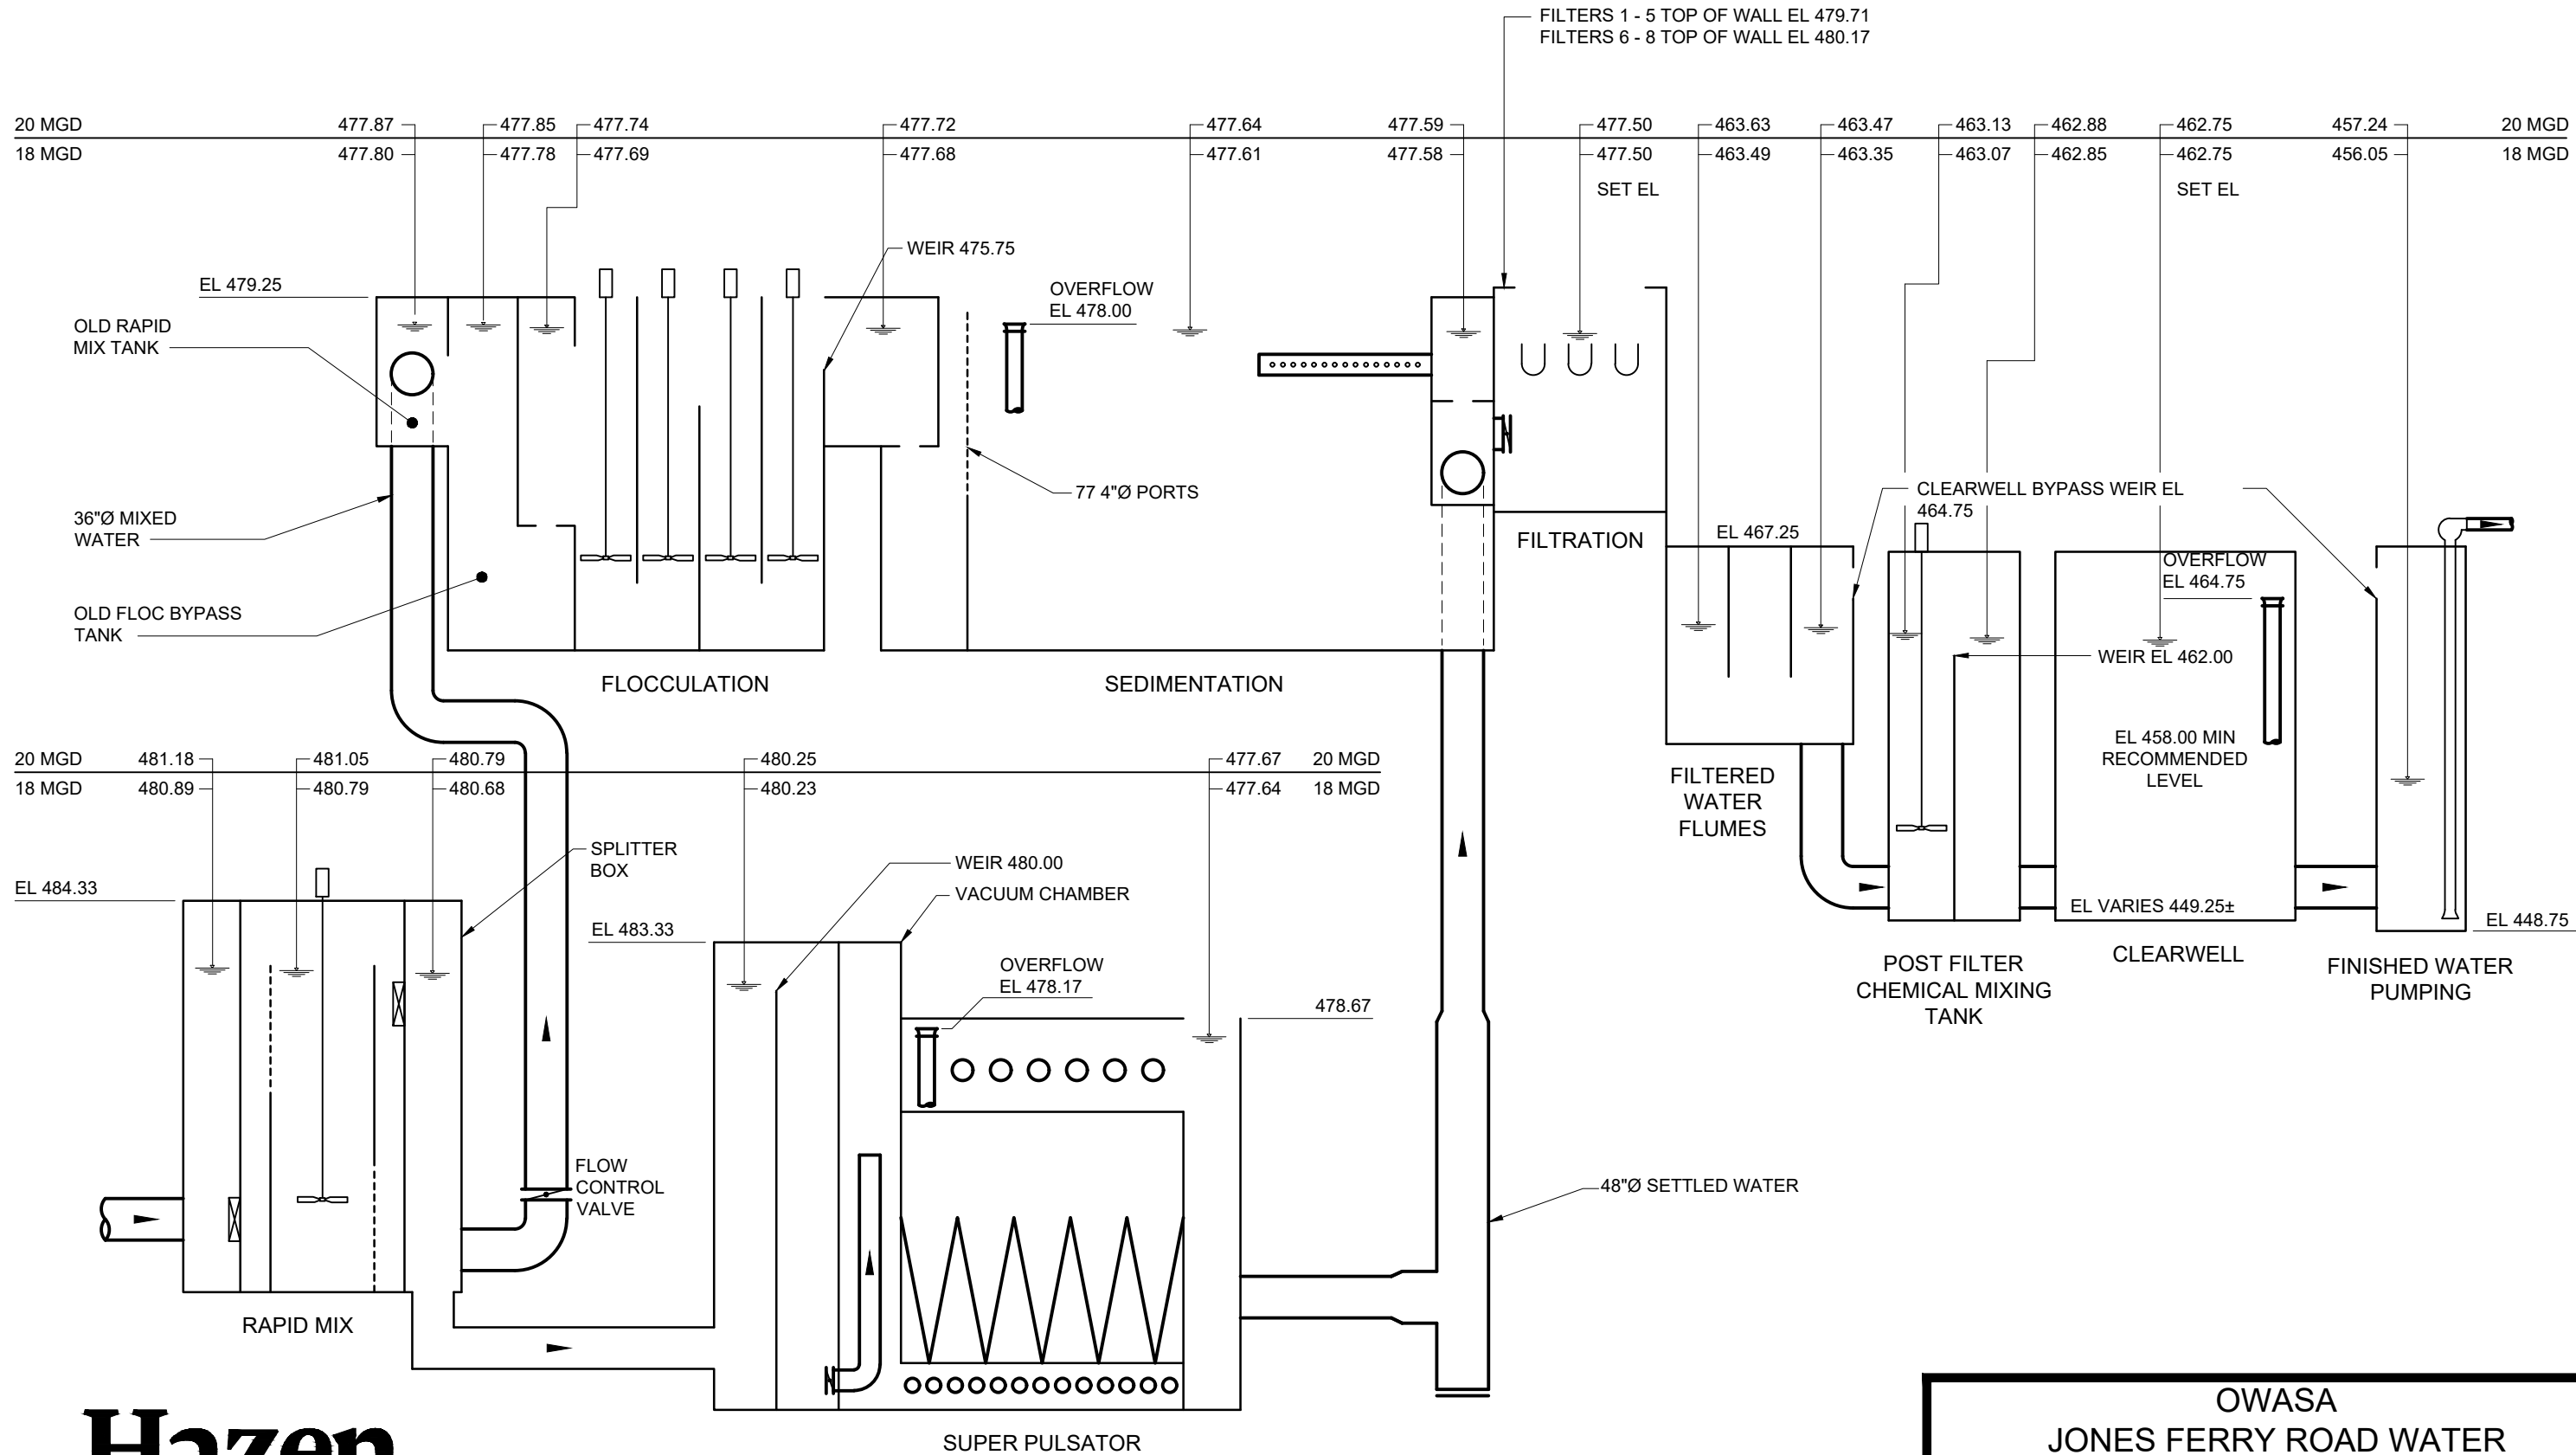 FILTERS 1 - 5 TOP OF WALL EL 479.71
FILTERS 6 - 8 TOP OF WALL EL 480.17
20 MGD 477.87 477.85 477.74 477.72 477.64 477.59 477.50 463.63 463.47 463.13 462.88 462.75 457.24 20 MGD
18 MGD 477.80 477.78 477.69 477.68 477.61 477.58 477.50 463.49 463.35 463.07 462.85 462.75 456.05 18 MGD
SET EL SET EL
WEIR 475.75
EL 479.25
OVERFLOW
EL 478.00
OLD RAPID
MIX TANK
77 4"Ø PORTS
CLEARWELL BYPASS WEIR EL
464.75
36"Ø MIXED
WATER
FILTRATION
EL 467.25
OVERFLOW
EL 464.75
OLD FLOC BYPASS
TANK
WEIR EL 462.00
FLOCCULATION
SEDIMENTATION
EL 458.00 MIN
RECOMMENDED
LEVEL
FILTERED
WATER
FLUMES
20 MGD 481.18 481.05 480.79 480.25 477.67 20 MGD
18 MGD 480.89 480.79 480.68 480.23 477.64 18 MGD
SPLITTER
BOX
WEIR 480.00
VACUUM CHAMBER
EL 484.33
EL 483.33
EL VARIES 449.25±
EL 448.75
OVERFLOW
EL 478.17
478.67
POST FILTER
CHEMICAL MIXING
TANK
CLEARWELL
FINISHED WATER
PUMPING
FLOW
CONTROL
VALVE
48"Ø SETTLED WATER
RAPID MIX
SUPER PULSATOR
Hazen
OWASA
JONES FERRY ROAD WATER